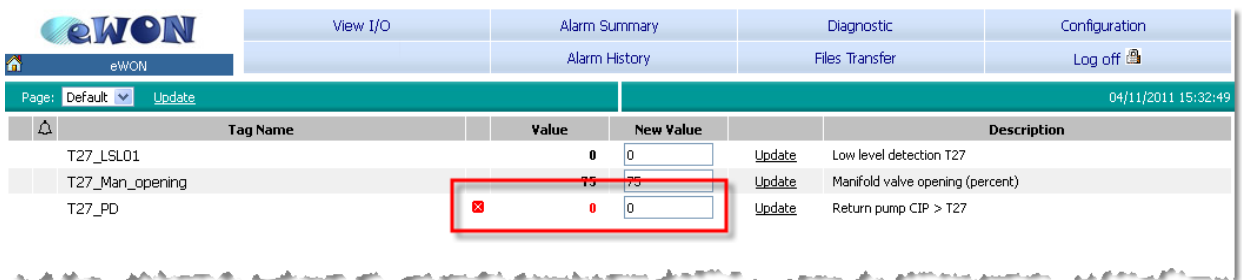 eWON View I/O Alarm Summary Diagnostic Configuration
eWON Alarm History Files Transfer Log off
Page: Default Update 04/11/2011 15:32:49
Tag Name Value New Value Description
T27_LSL01 0 0 Update Low level detection T27
T27_Man_opening 75 75 Update Manifold valve opening (percent)
T27_PD 0 0 Update Return pump CIP > T27